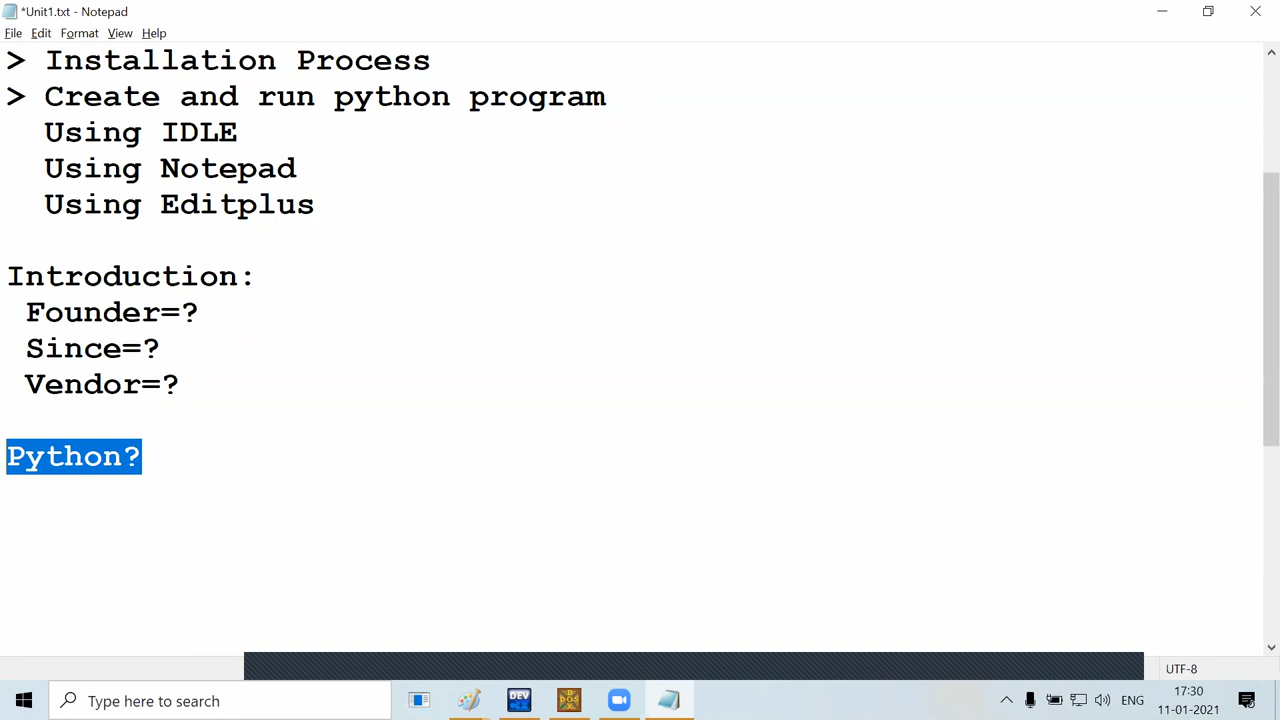 *Unit1.txt - Notepad
File Edit Format View Help
> Installation Process
> Create and run python program
Using IDLE
Using Notepad
Using Editplus
Introduction:
Founder=?
Since=?
Vendor=?
Python?
UTF-8
Type here to search
DEV
ENG
17:30
11-01-2021